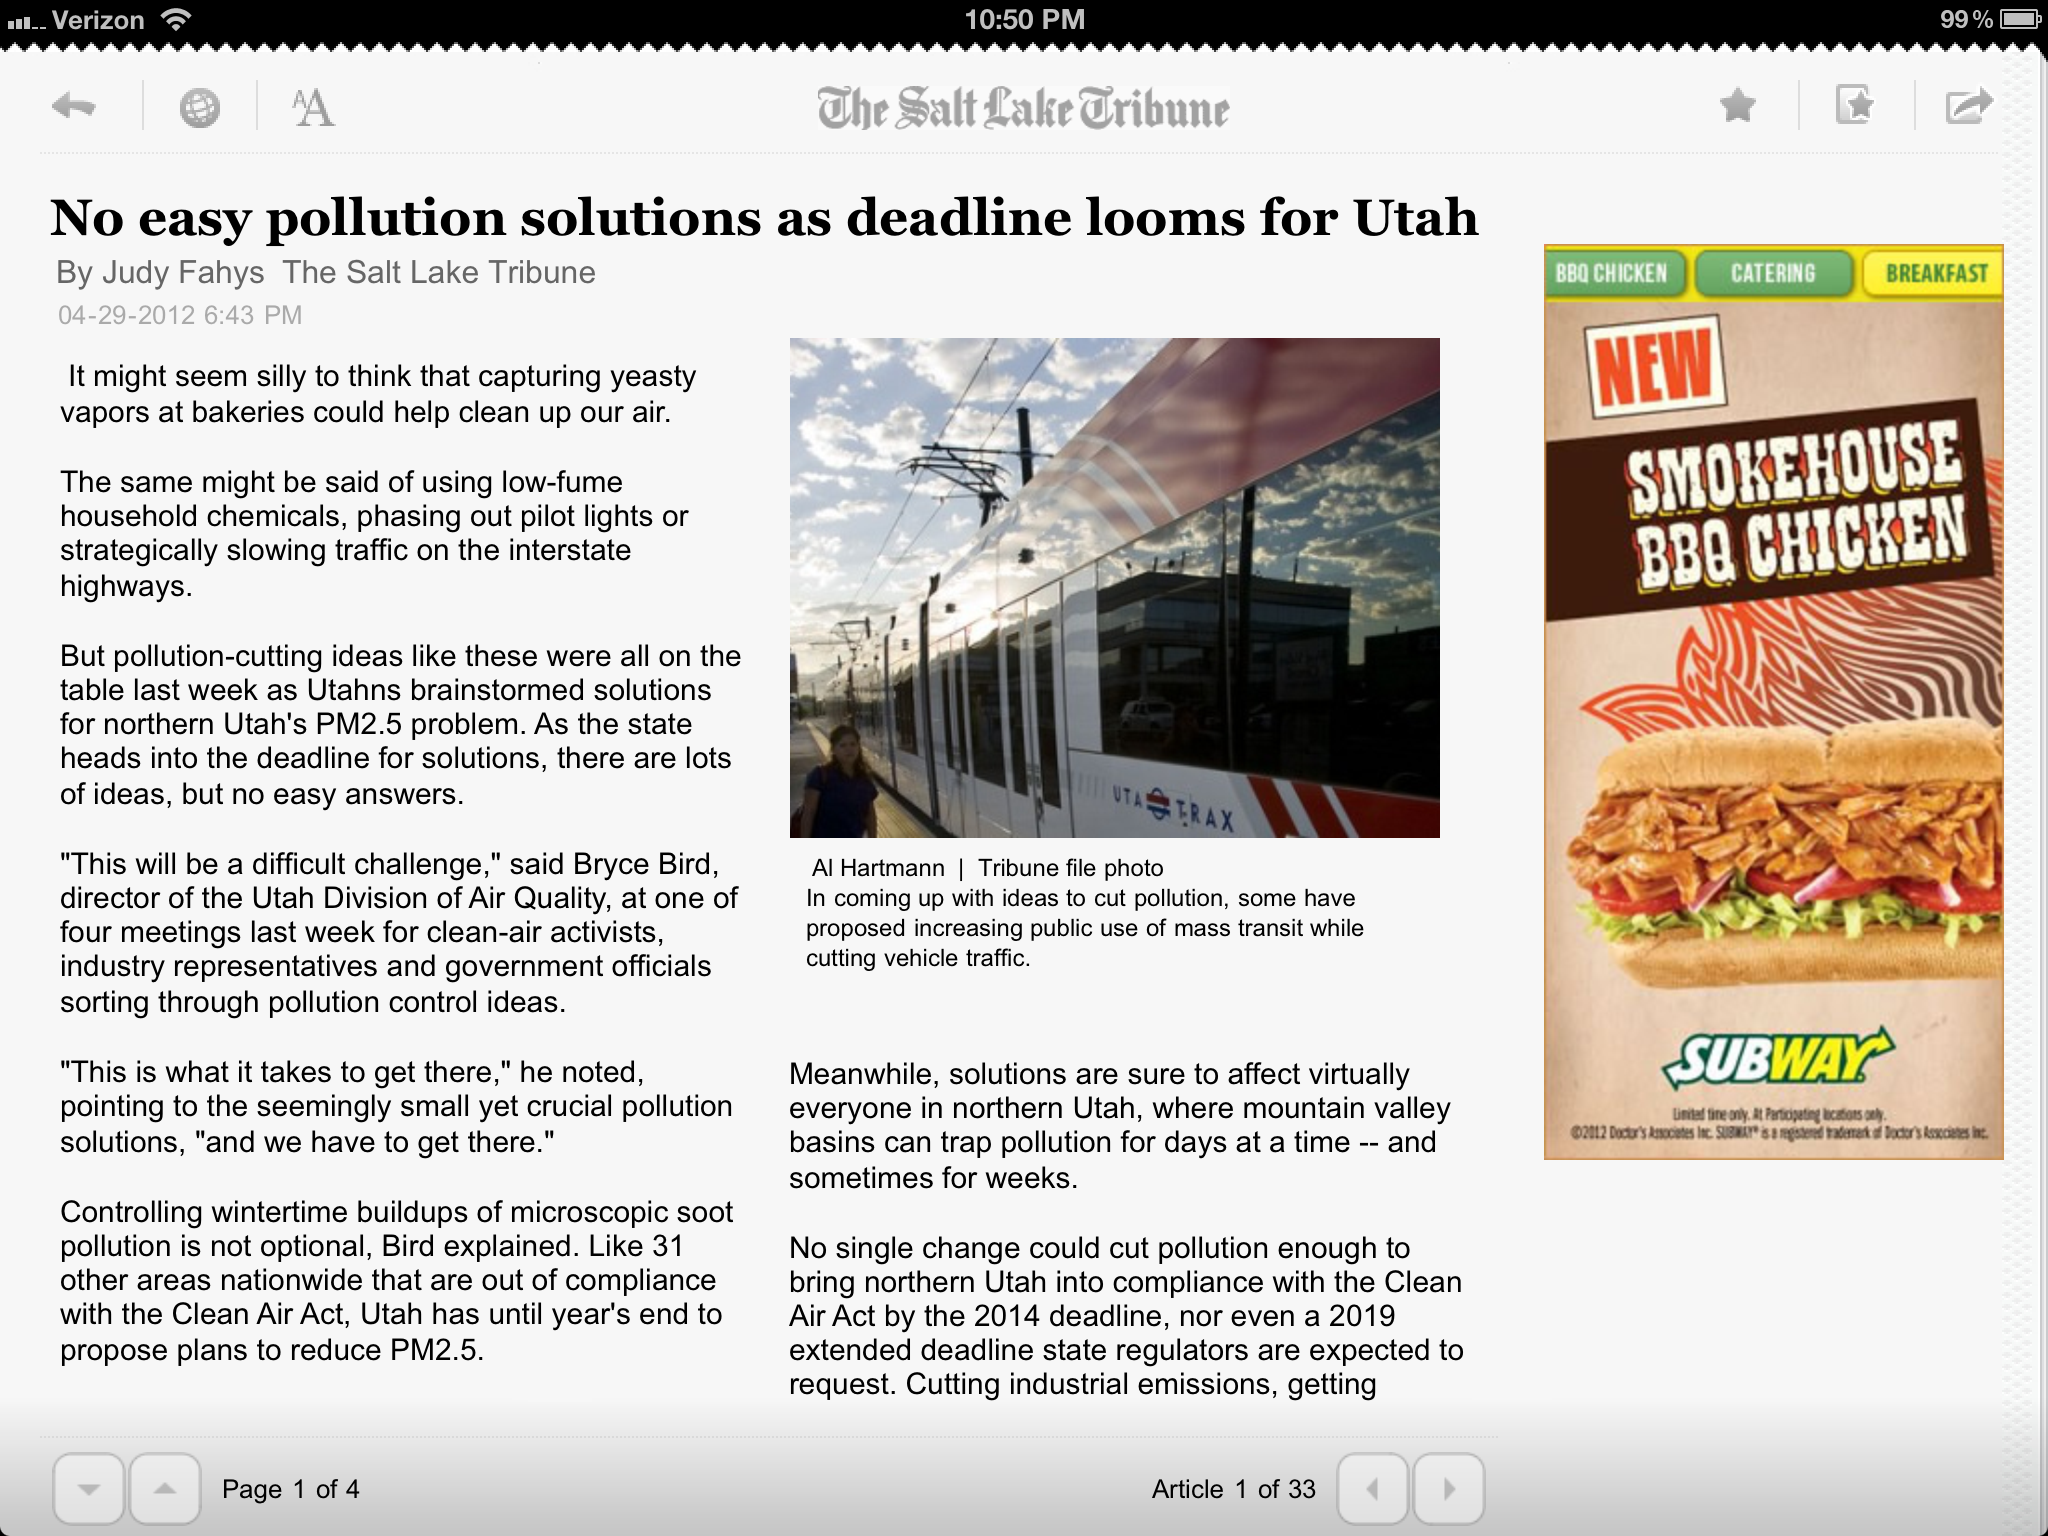 Verizon
10:50 PM
99%
AA
The Salt Lake Tribune
No easy pollution solutions as deadline looms for Utah
By Judy Fahys  The Salt Lake Tribune
04-29-2012 6:43 PM
It might seem silly to think that capturing yeasty
vapors at bakeries could help clean up our air.
The same might be said of using low-fume
household chemicals, phasing out pilot lights or
strategically slowing traffic on the interstate
highways.
But pollution-cutting ideas like these were all on the
table last week as Utahns brainstormed solutions
for northern Utah's PM2.5 problem. As the state
heads into the deadline for solutions, there are lots
of ideas, but no easy answers.
"This will be a difficult challenge," said Bryce Bird,
director of the Utah Division of Air Quality, at one of
four meetings last week for clean-air activists,
industry representatives and government officials
sorting through pollution control ideas.
"This is what it takes to get there," he noted,
pointing to the seemingly small yet crucial pollution
solutions, "and we have to get there."
Controlling wintertime buildups of microscopic soot
pollution is not optional, Bird explained. Like 31
other areas nationwide that are out of compliance
with the Clean Air Act, Utah has until year's end to
propose plans to reduce PM2.5.
UTA TRAX
Al Hartmann | Tribune file photo
In coming up with ideas to cut pollution, some have
proposed increasing public use of mass transit while
cutting vehicle traffic.
Meanwhile, solutions are sure to affect virtually
everyone in northern Utah, where mountain valley
basins can trap pollution for days at a time -- and
sometimes for weeks.
No single change could cut pollution enough to
bring northern Utah into compliance with the Clean
Air Act by the 2014 deadline, nor even a 2019
extended deadline state regulators are expected to
request. Cutting industrial emissions, getting
BBQ CHICKEN
CATERING
BREAKFAST
NEW
SMOKEHOUSE
BBQ CHICKEN
SUBWAY
Limited time only. At Participating locations only.
©2012 Doctor's Associates Inc. SUBWAY® is a registered trademark of Doctor's Associates Inc.
Page 1 of 4
Article 1 of 33